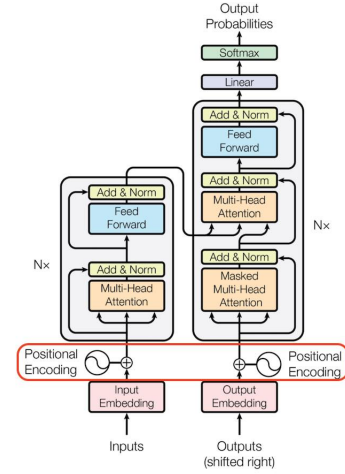 Output
Probabilities
Softmax
Linear
Add & Norm
Feed
Forward
Add & Norm
Multi-Head
Attention
Add & Norm
Masked
Multi-Head
Attention
Nx
Add & Norm
Feed
Forward
Nx
Add & Norm
Multi-Head
Attention
Positional
Encoding
Positional
Encoding
Input
Embedding
Output
Embedding
Inputs
Outputs
(shifted right)